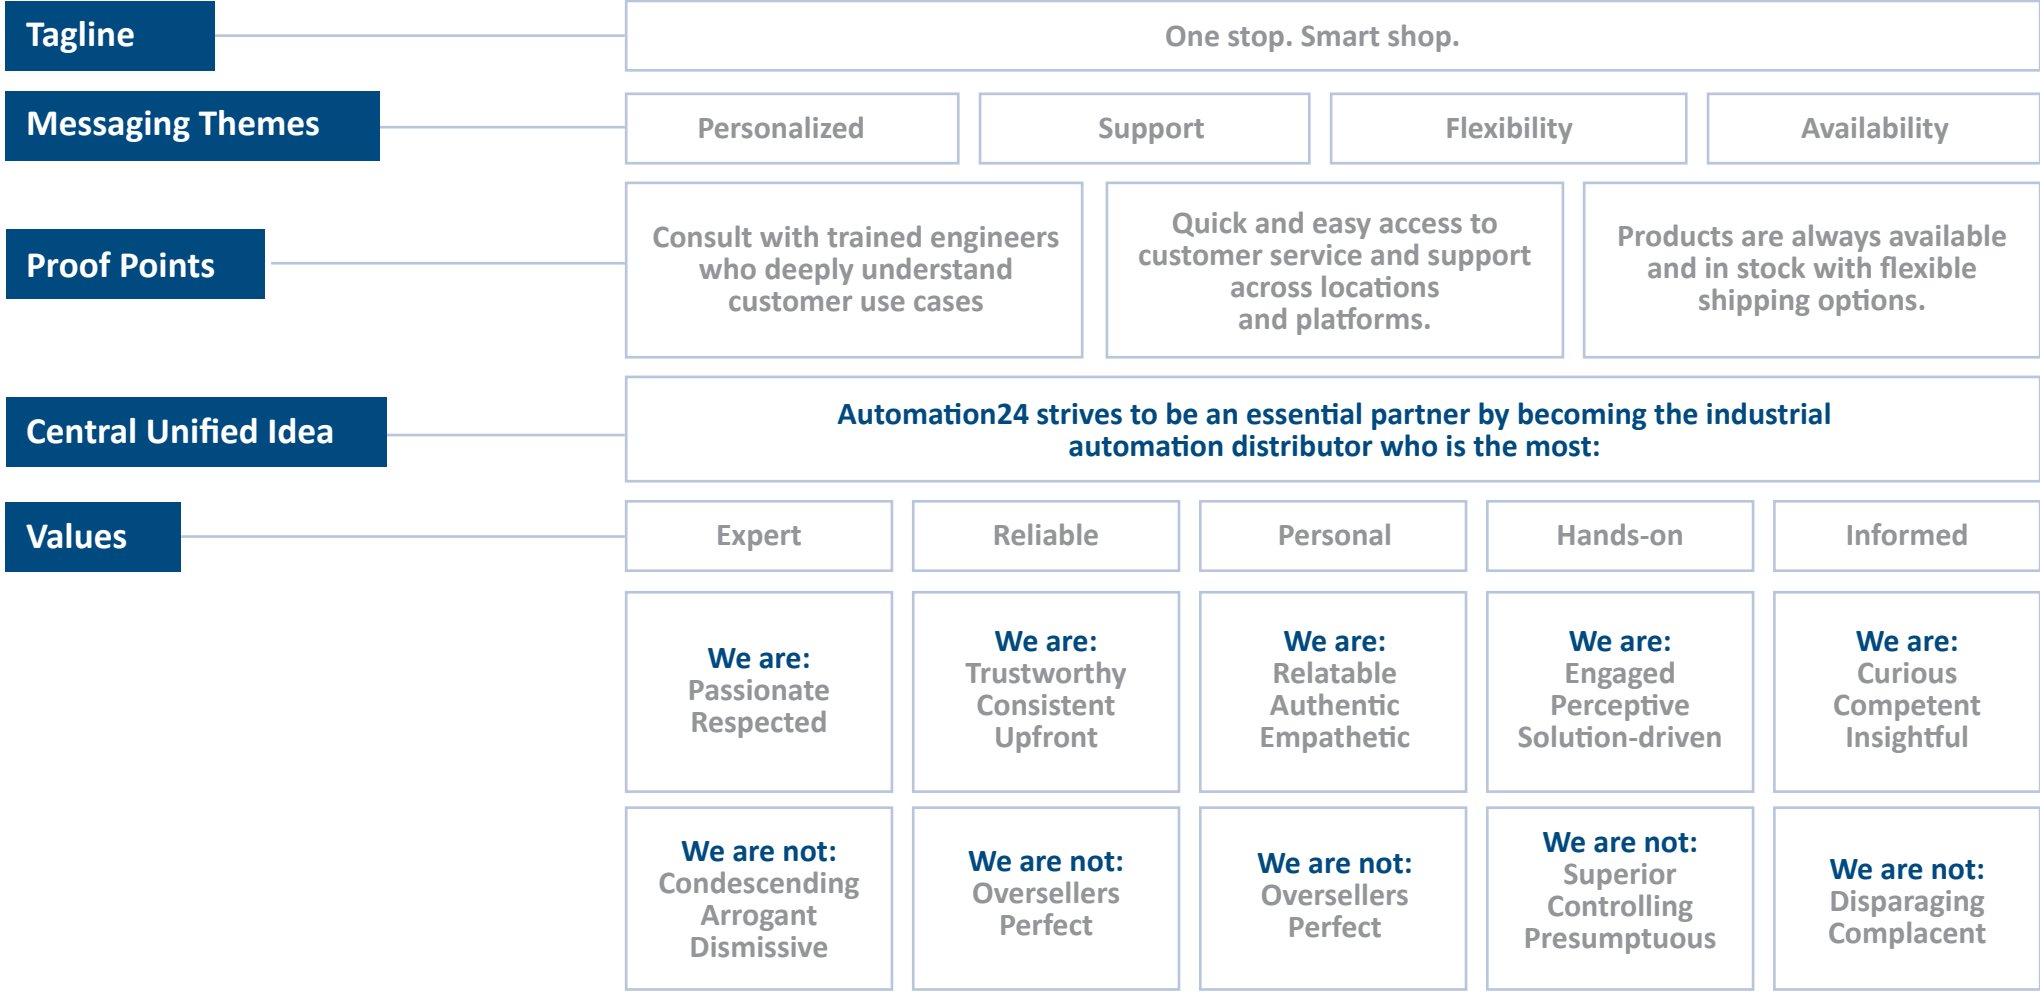 Tagline
One stop. Smart shop.
Messaging Themes
Personalized
Support
Flexibility
Availability
Proof Points
Consult with trained engineers
who deeply understand
customer use cases
Quick and easy access to
customer service and support
across locations
and platforms.
Products are always available
and in stock with flexible
shipping options.
Central Unified Idea
Automation24 strives to be an essential partner by becoming the industrial
automation distributor who is the most:
Values
Expert
Reliable
Personal
Hands-on
Informed
We are:
Passionate
Respected
We are:
Trustworthy
Consistent
Upfront
We are:
Relatable
Authentic
Empathetic
We are:
Engaged
Perceptive
Solution-driven
We are:
Curious
Competent
Insightful
We are not:
Condescending
Arrogant
Dismissive
We are not:
Oversellers
Perfect
We are not:
Oversellers
Perfect
We are not:
Superior
Controlling
Presumptuous
We are not:
Disparaging
Complacent